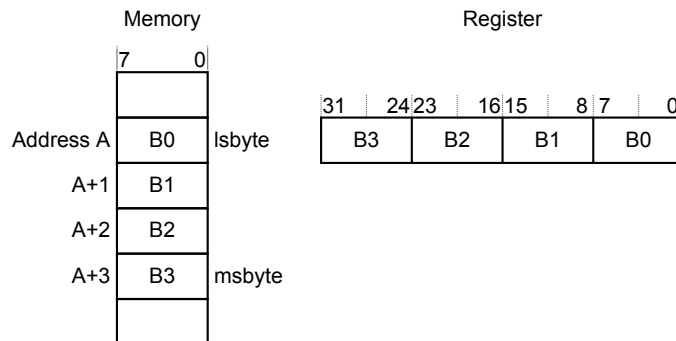 Memory Register
7 0
31 24 23 16 15 8 7 0
Address A B0 lsbyte B3 B2 B1 B0
A+1 B1
A+2 B2
A+3 B3 msbyte